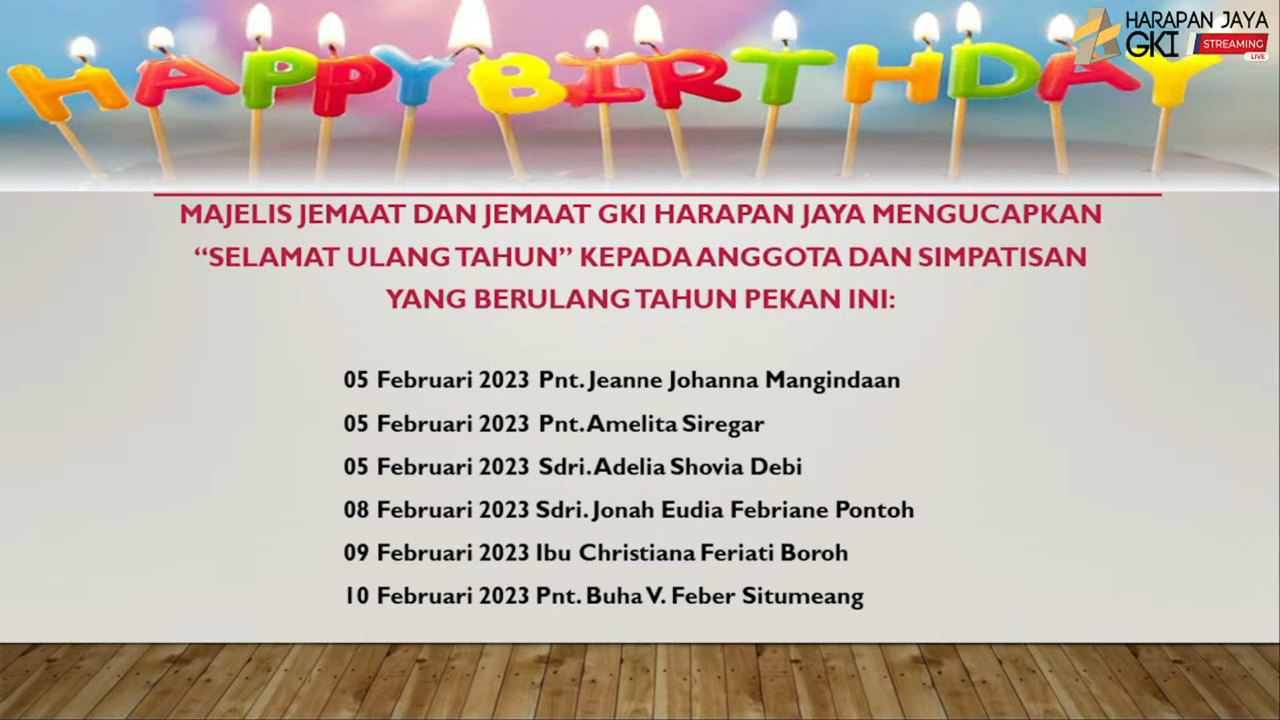 HAPPY BIRTHDAY
HARAPAN JAYA
GKI
STREAMING
LIVE
MAJELIS JEMAAT DAN JEMAAT GKI HARAPAN JAYA MENGUCAPKAN
“SELAMAT ULANG TAHUN” KEPADA ANGGOTA DAN SIMPATISAN
YANG BERULANG TAHUN PEKAN INI:
05 Februari 2023 Pnt. Jeanne Johanna Mangindaan
05 Februari 2023 Pnt. Amelita Siregar
05 Februari 2023 Sdri. Adelia Shovia Debi
08 Februari 2023 Sdri. Jonah Eudia Febriane Pontoh
09 Februari 2023 Ibu Christiana Feriati Boroh
10 Februari 2023 Pnt. Buha V. Feber Situmeang